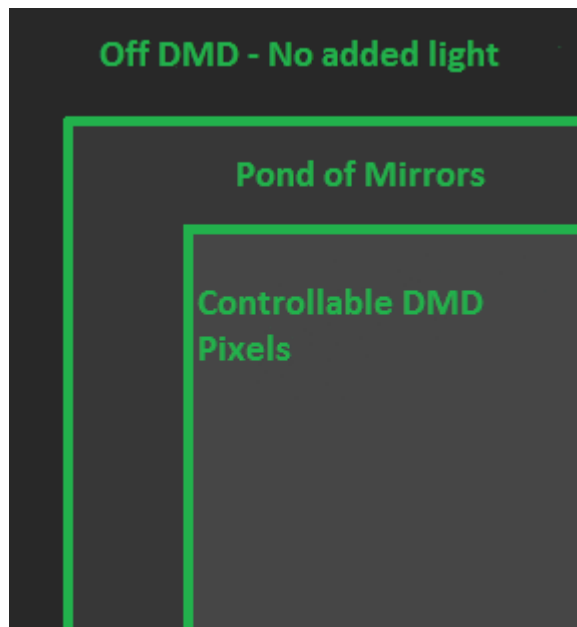 Off DMD - No added light
Pond of Mirrors
Controllable DMD
Pixels